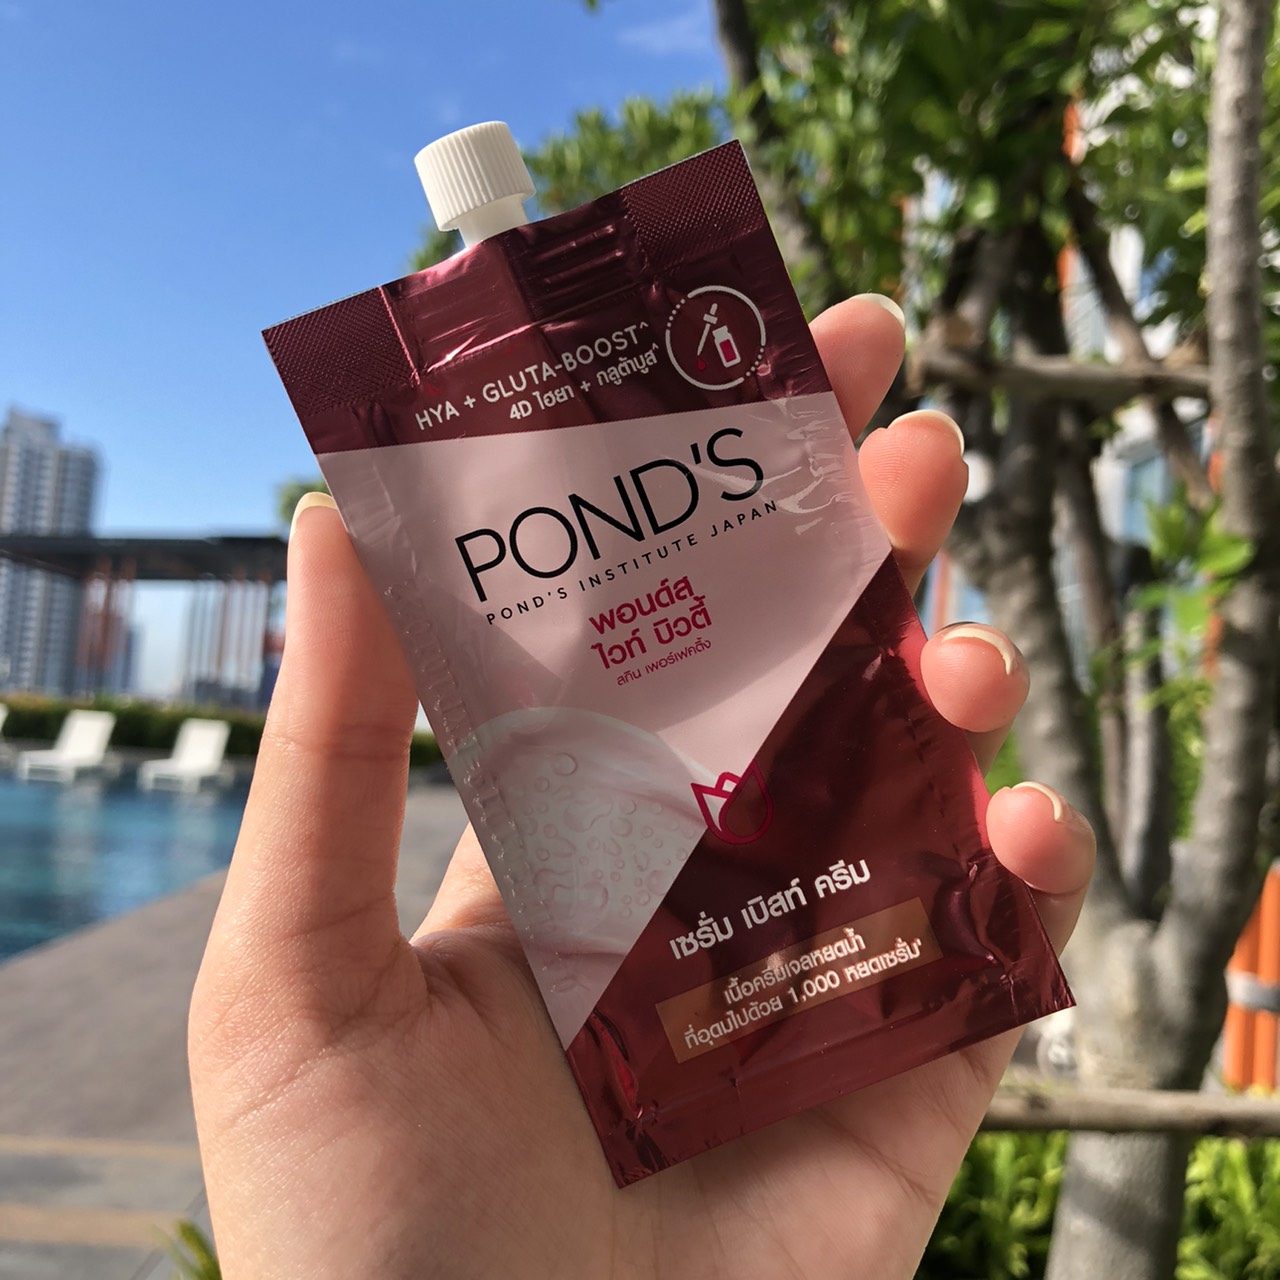 HYA + GLUTA-BOOST^
4D ไฮยา + กลูต้าบูส^
POND'S
POND'S INSTITUTE JAPAN
พอนด์ส
ไวท์ บิวตี้
สกิน เพอร์เฟคติ้ง
เซรั่ม เบิสท์ ครีม
เนื้อครีมเจลหยดน้ำ
ที่อุดมไปด้วย 1,000 หยดเซรั่ม'